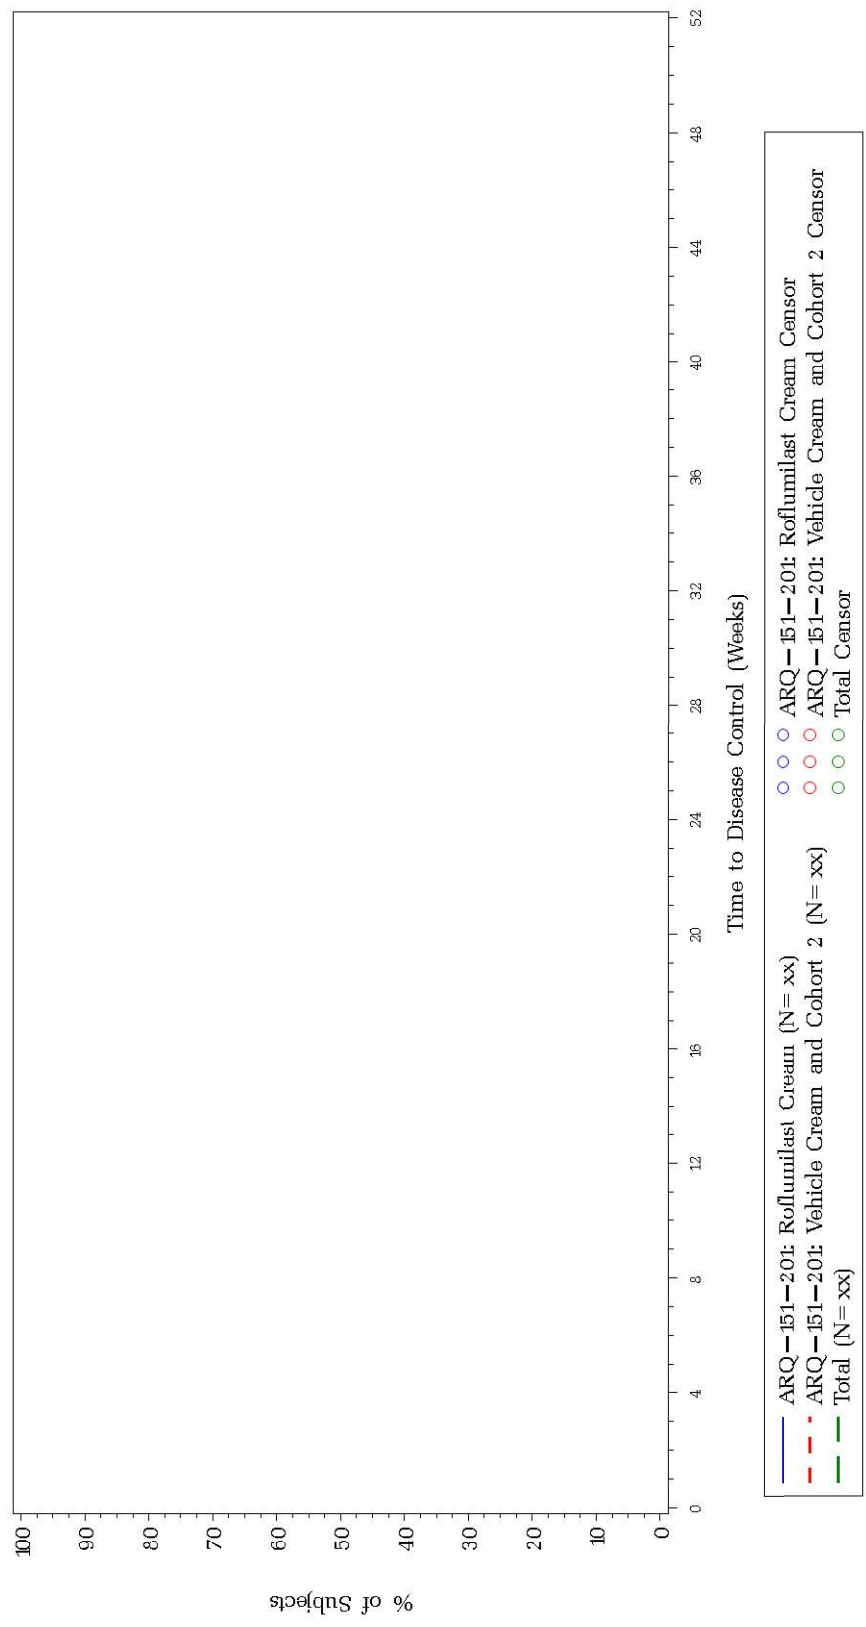 % of Subjects
100
90
80
70
60
50
40
30
20
10
0
0 4 8 12 16 20 24 28 32 36 40 44 48 52
Time to Disease Control (Weeks)
ARQ-151-201: Roflumilast Cream (N= xx)
ARQ-151-201: Vehicle Cream and Cohort 2 (N= xx)
Total (N= xx)
ARQ-151-201: Roflumilast Cream Censor
ARQ-151-201: Vehicle Cream and Cohort 2 Censor
Total Censor